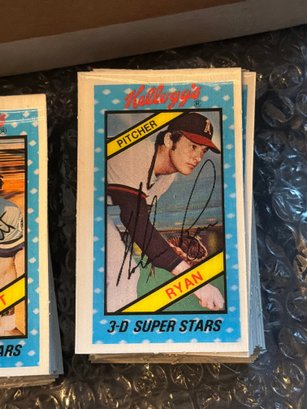 Kellogg's®
PITCHER
RYAN
3-D SUPER STARS
T
ARS